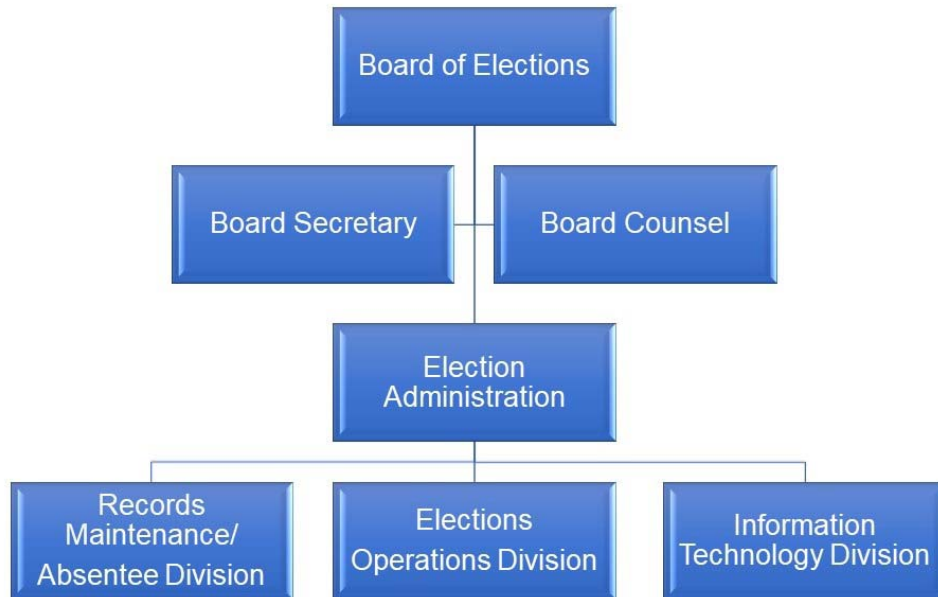 Board of Elections
Board Secretary
Board Counsel
Election
Administration
Records
Maintenance/
Absentee Division
Elections
Operations Division
Information
Technology Division